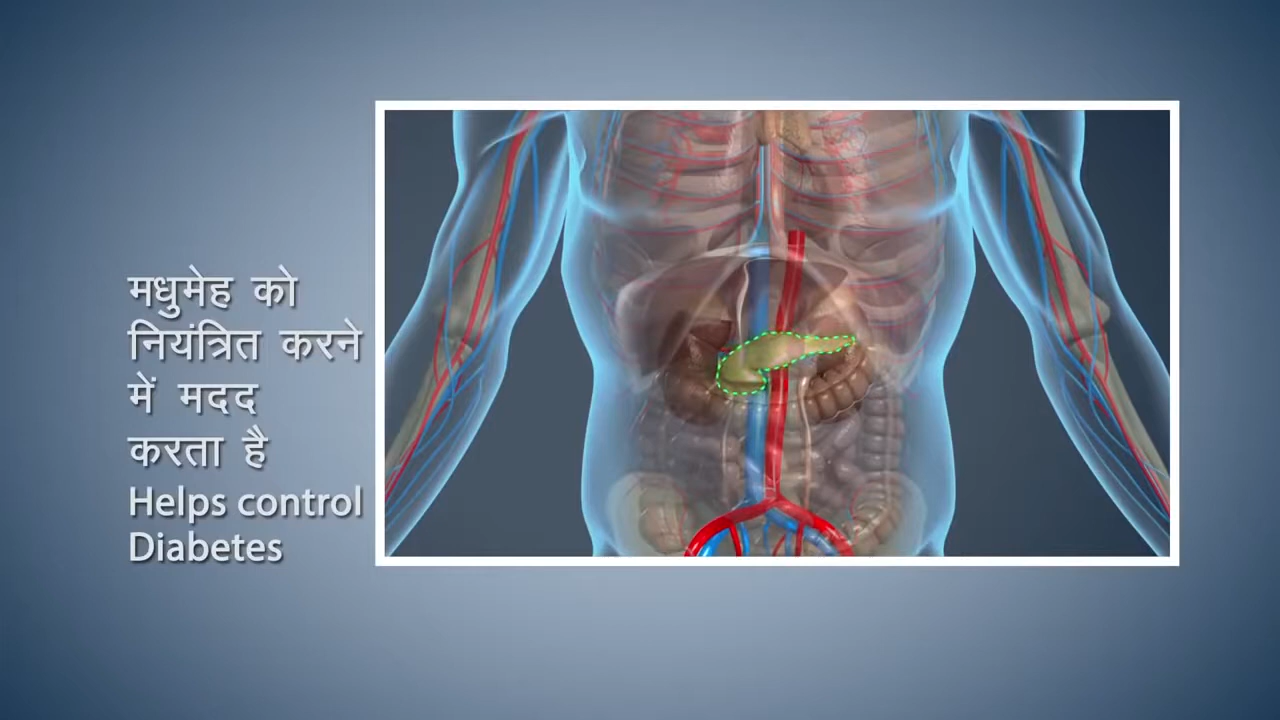 मधुमेह को
नियंत्रित करने
में मदद
करता है
Helps control
Diabetes